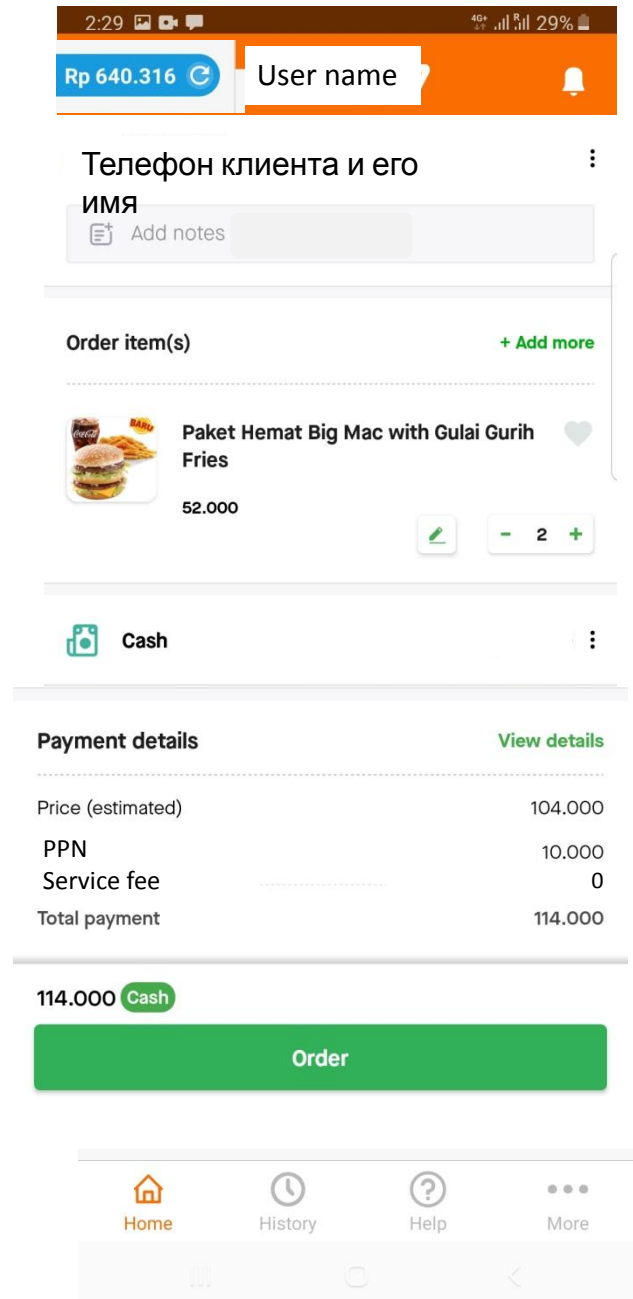 2:29 4G+ R 29%
Rp 640.316 User name
Телефон клиента и его
имя
Add notes
Order item(s) + Add more
Coca-Cola BARU
Paket Hemat Big Mac with Gulai Gurih
Fries
52.000
- 2 +
Cash
Payment details View details
Price (estimated) 104.000
PPN 10.000
Service fee 0
Total payment 114.000
114.000 Cash
Order
Home History Help More